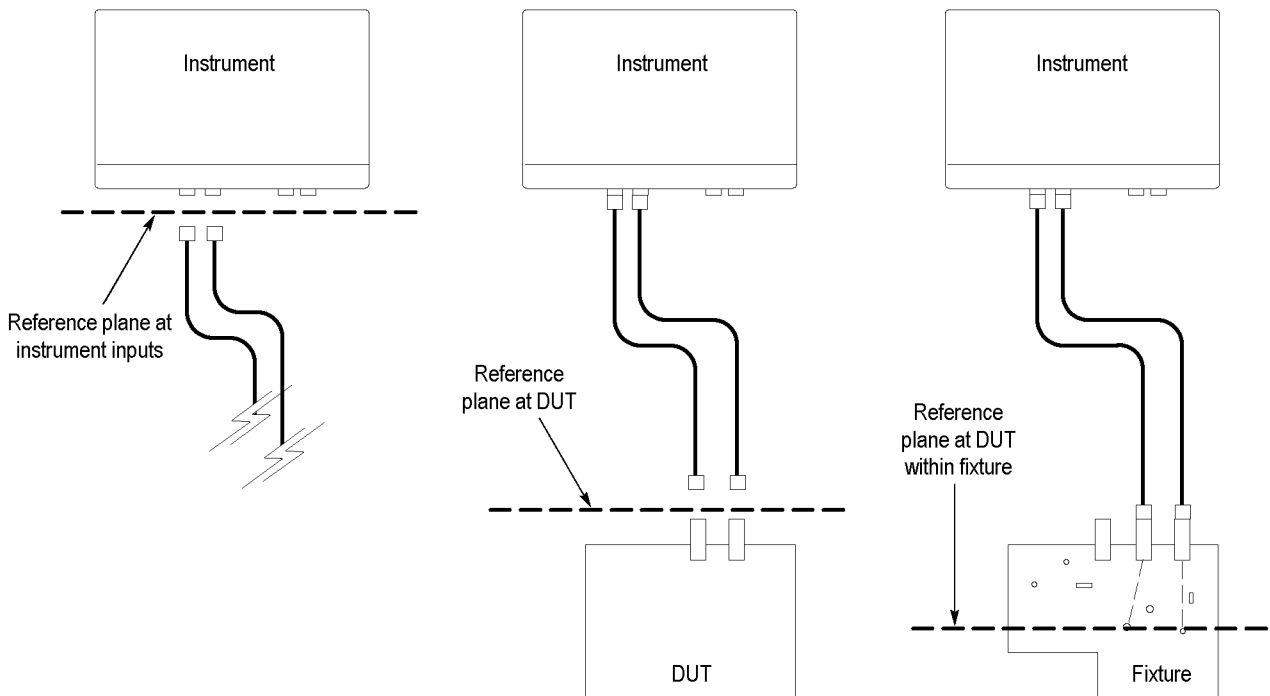 Instrument
Reference plane at
instrument inputs
Instrument
Reference
plane at DUT
DUT
Instrument
Reference
plane at DUT
within fixture
Fixture